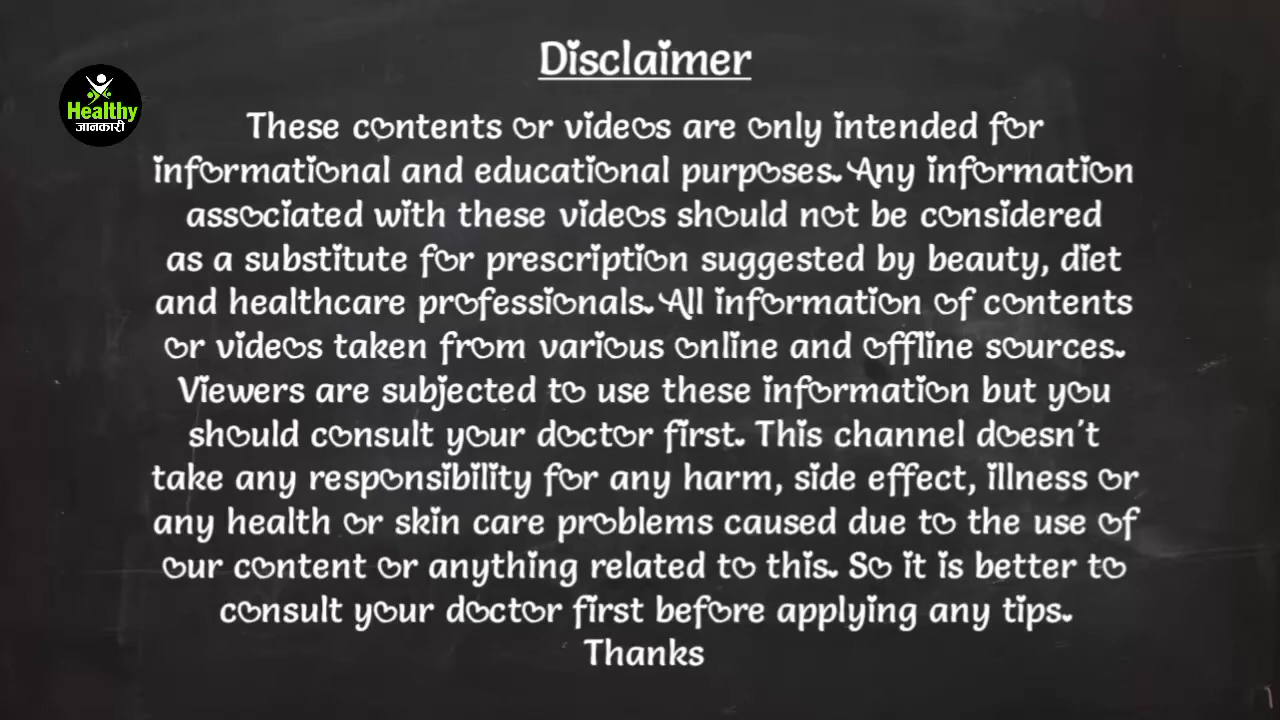 Disclaimer
Healthy
जानकारी
These contents or videos are only intended for
informational and educational purposes. Any information
associated with these videos should not be considered
as a substitute for prescription suggested by beauty, diet
and healthcare professionals. All information of contents
or videos taken from various online and offline sources.
Viewers are subjected to use these information but you
should consult your doctor first. This channel doesn't
take any responsibility for any harm, side effect, illness or
any health or skin care problems caused due to the use of
our content or anything related to this. So it is better to
consult your doctor first before applying any tips.
Thanks